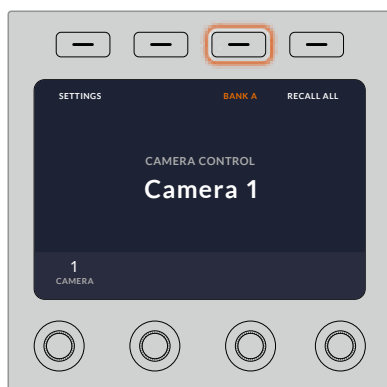 SETTINGS BANK A RECALL ALL
CAMERA CONTROL
Camera 1
1
CAMERA